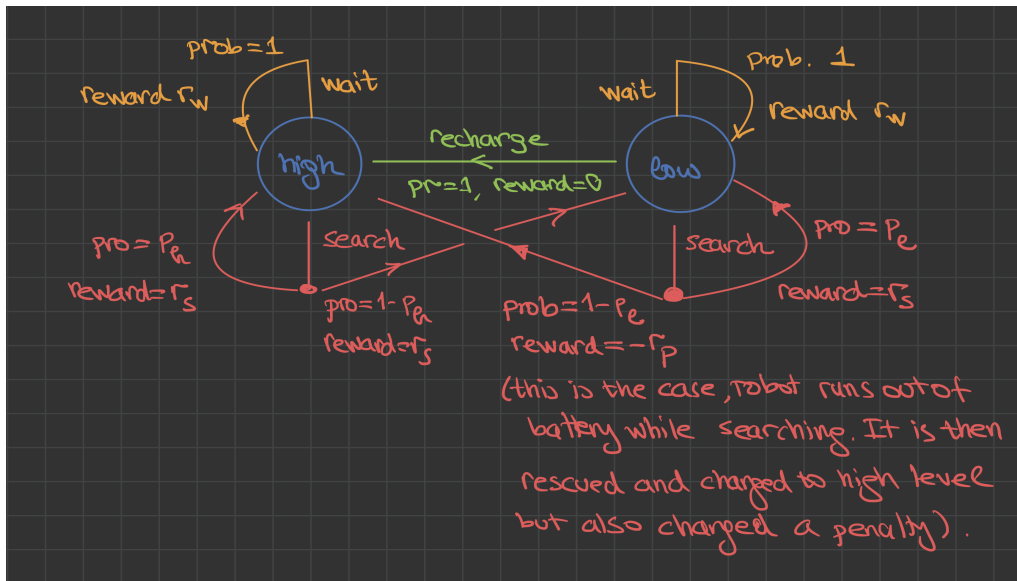 prob=1
wait
reward rw
high
recharge
pr=1, reward=0
wait
prob. 1
reward rw
low
search
pro=Ph
reward=rs
pro=1-Ph
reward=rs
search
pro=Pe
reward=rs
prob=1-Pe
reward=-rp
(this is the case, robot runs out of
battery while searching. It is then
rescued and charged to high level
but also charged a penalty).